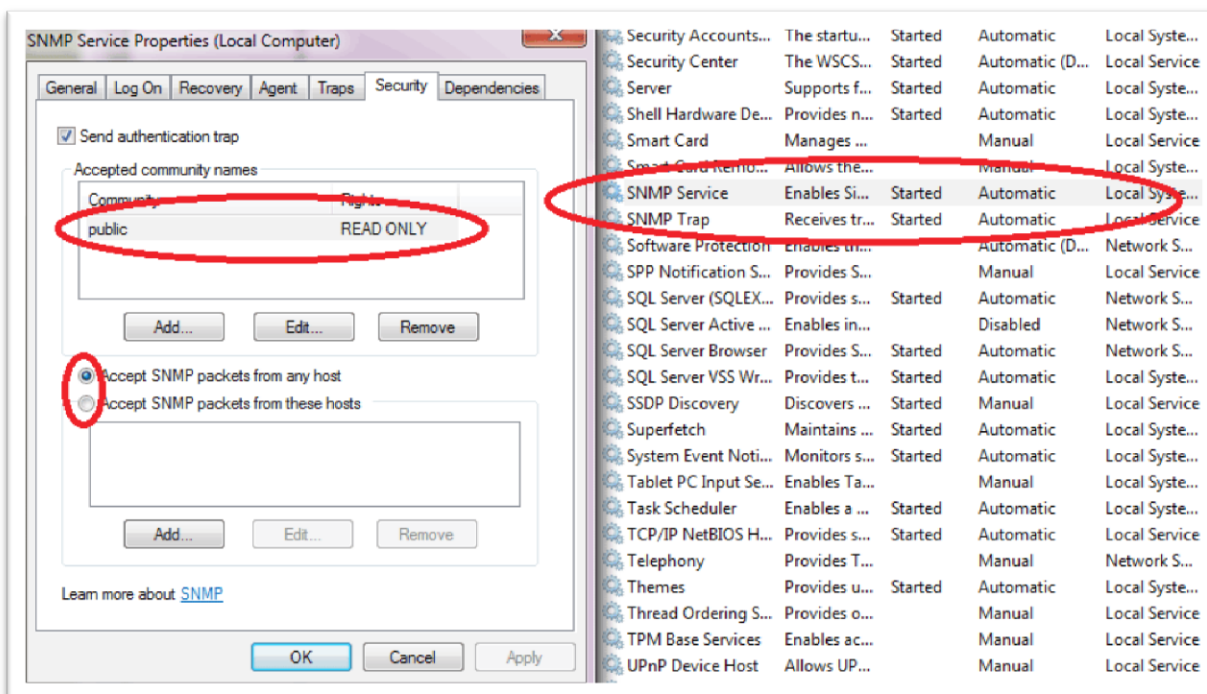 SNMP Service Properties (Local Computer)
General Log On Recovery Agent Traps Security Dependencies
Send authentication trap
Accepted community names
Community Rights
public READ ONLY
Add... Edit... Remove
Accept SNMP packets from any host
Accept SNMP packets from these hosts
Add... Edit... Remove
Learn more about SNMP
OK Cancel Apply
Security Accounts... The startu... Started Automatic Local Syste...
Security Center The WSCS... Started Automatic (D... Local Service
Server Supports f... Started Automatic Local Syste...
Shell Hardware De... Provides n... Started Automatic Local Syste...
Smart Card Manages ... Manual Local Service
Smart Card Remo... Allows the... Manual Local Syste...
SNMP Service Enables Si... Started Automatic Local Syste...
SNMP Trap Receives tr... Started Automatic Local Service
Software Protection Enables th... Automatic (D... Network S...
SPP Notification S... Provides S... Manual Local Service
SQL Server (SQLEX... Provides s... Started Automatic Network S...
SQL Server Active ... Enables in... Disabled Network S...
SQL Server Browser Provides S... Started Automatic Network S...
SQL Server VSS Wr... Provides t... Started Automatic Local Syste...
SSDP Discovery Discovers ... Started Manual Local Service
Superfetch Maintains ... Started Automatic Local Syste...
System Event Noti... Monitors s... Started Automatic Local Syste...
Tablet PC Input Se... Enables Ta... Manual Local Syste...
Task Scheduler Enables a ... Started Automatic Local Syste...
TCP/IP NetBIOS H... Provides s... Started Automatic Local Service
Telephony Provides T... Manual Network S...
Themes Provides u... Started Automatic Local Syste...
Thread Ordering S... Provides o... Manual Local Service
TPM Base Services Enables ac... Manual Local Service
UPnP Device Host Allows UP... Manual Local Service